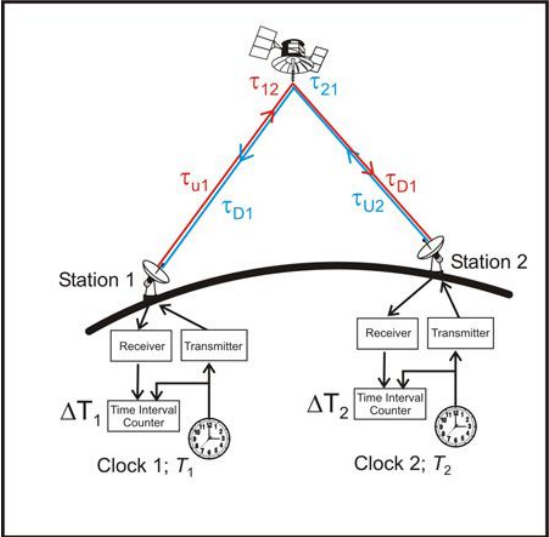 τ12 τ21
τu1 τD1
τD1 τU2
Station 1 Station 2
Receiver Transmitter Receiver Transmitter
ΔT1 Time Interval
Counter
ΔT2 Time Interval
Counter
Clock 1; T1 Clock 2; T2